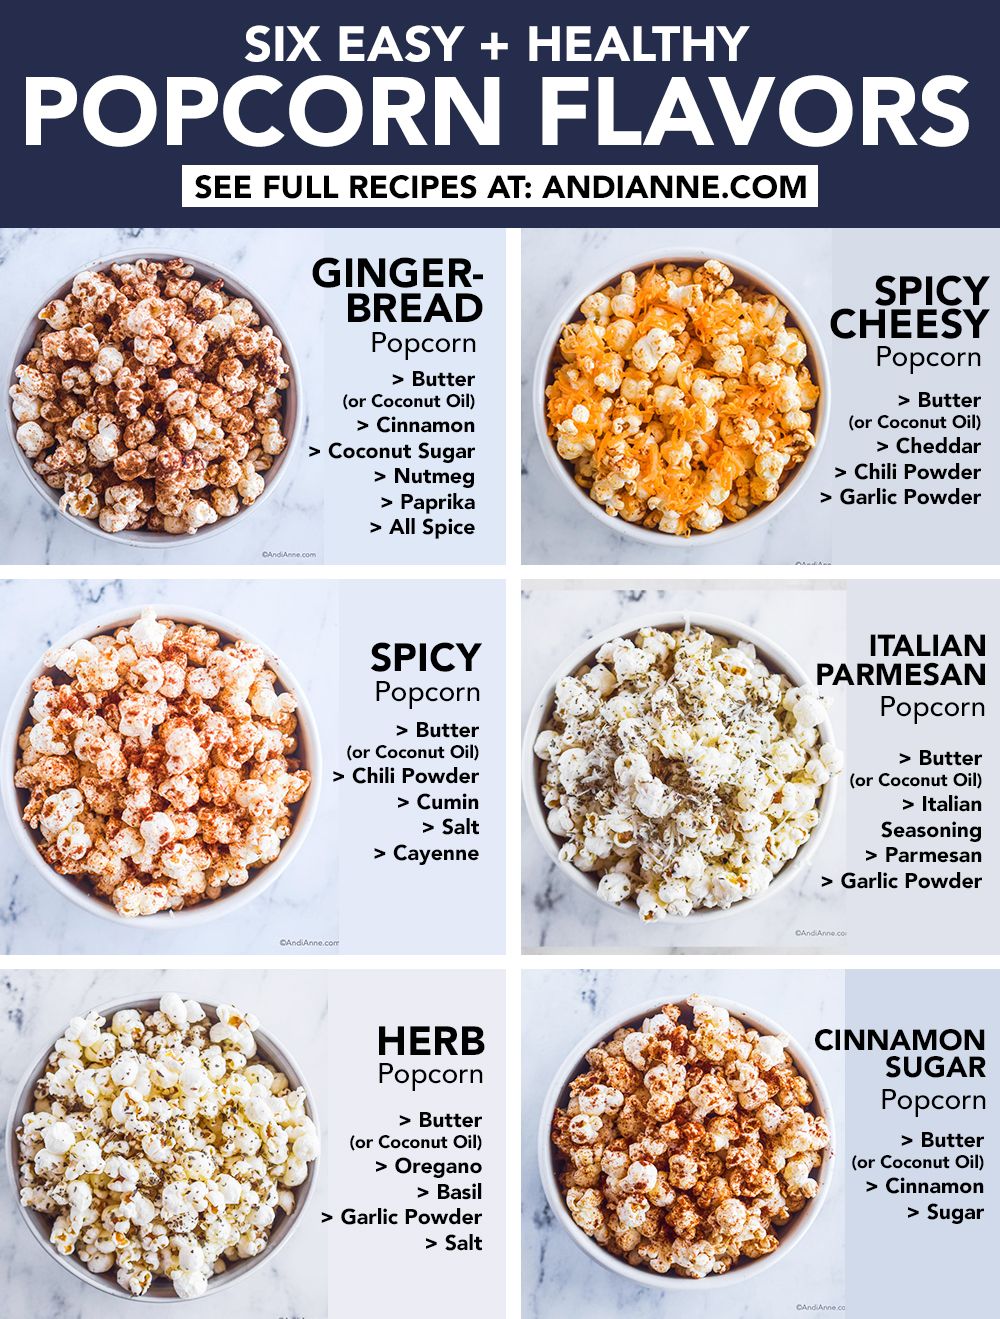 SIX EASY + HEALTHY
POPCORN FLAVORS
SEE FULL RECIPES AT: ANDIANNE.COM
GINGER-
BREAD
Popcorn
> Butter
(or Coconut Oil)
> Cinnamon
> Coconut Sugar
> Nutmeg
> Paprika
> All Spice
©AndiAnne.com
SPICY
CHEESY
Popcorn
> Butter
(or Coconut Oil)
> Cheddar
> Chili Powder
> Garlic Powder
SPICY
Popcorn
> Butter
(or Coconut Oil)
> Chili Powder
> Cumin
> Salt
> Cayenne
©AndiAnne.com
ITALIAN
PARMESAN
Popcorn
> Butter
(or Coconut Oil)
> Italian
Seasoning
> Parmesan
> Garlic Powder
©AndiAnne.co
HERB
Popcorn
> Butter
(or Coconut Oil)
> Oregano
> Basil
> Garlic Powder
> Salt
CINNAMON
SUGAR
Popcorn
> Butter
(or Coconut Oil)
> Cinnamon
> Sugar
©AndiAnne.co